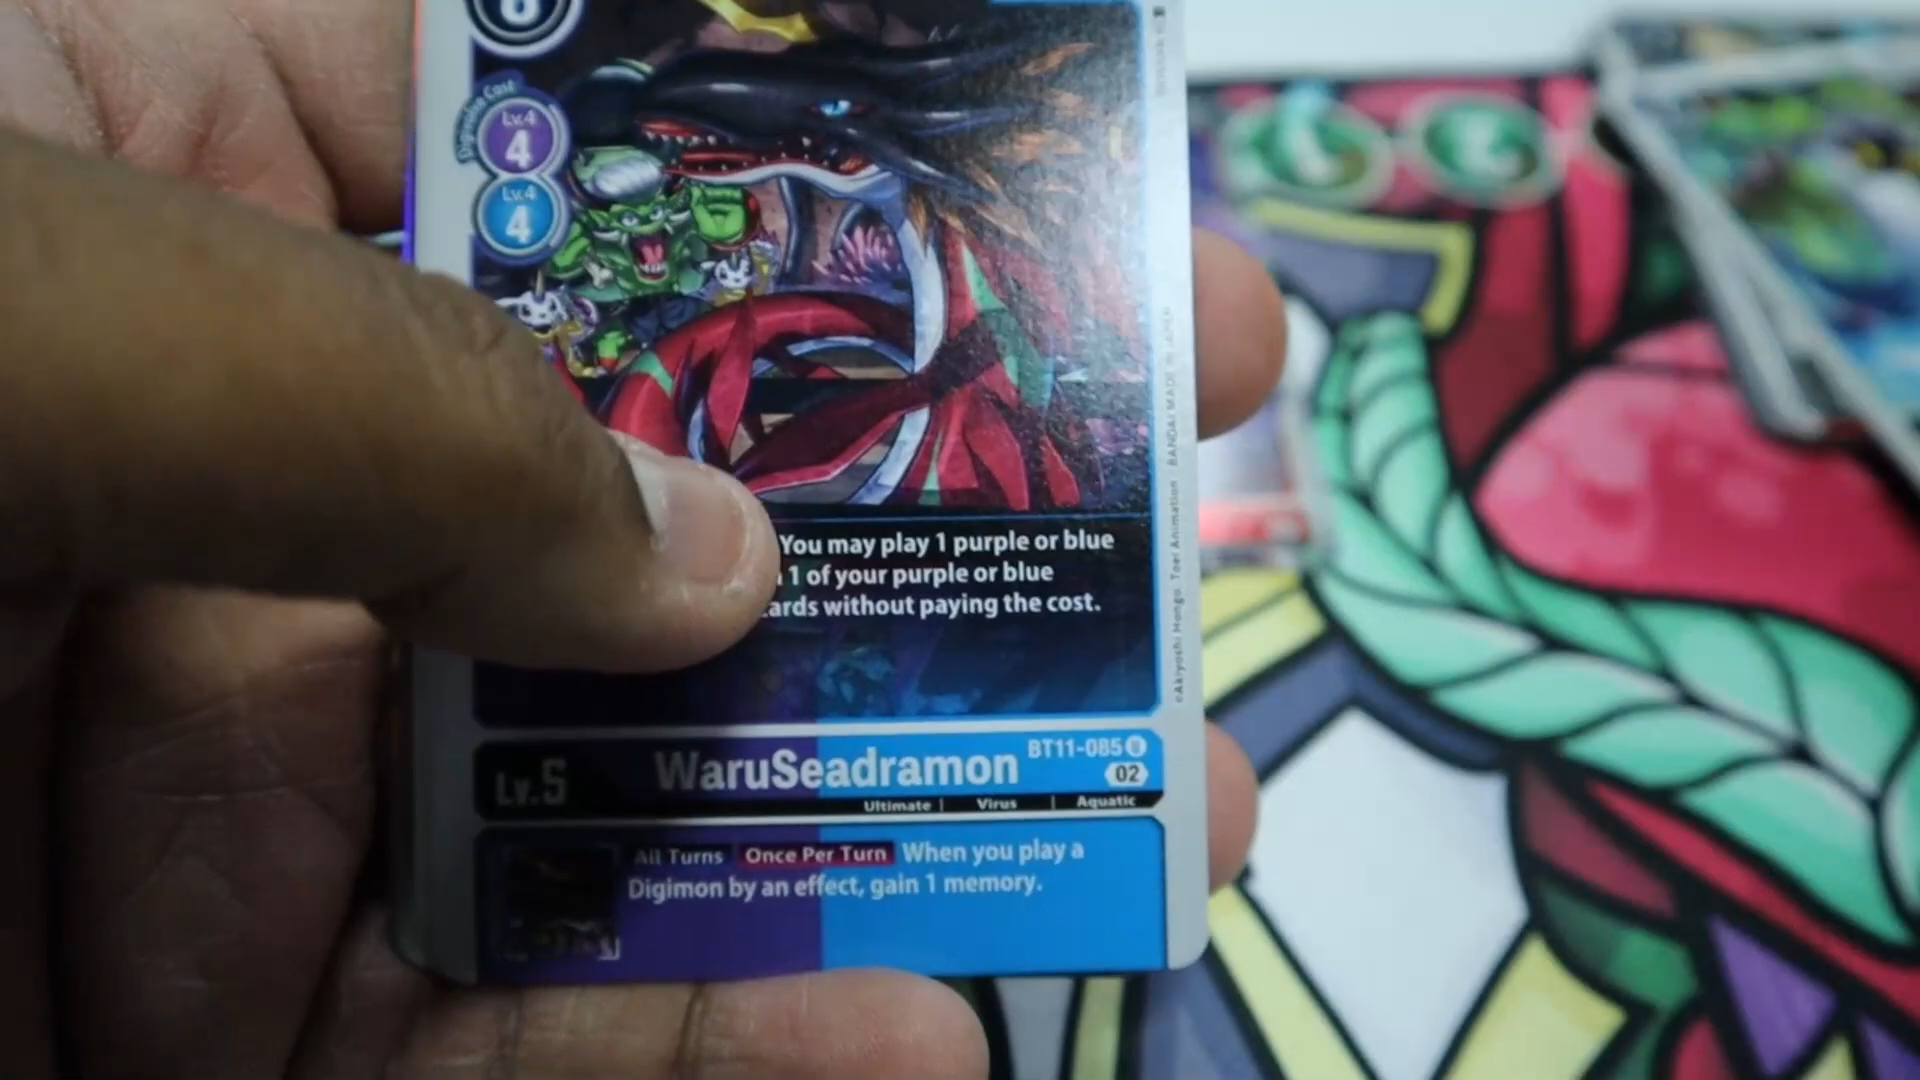 8
Digivolve Cost
Lv.4
4
Lv.4
4
You may play 1 purple or blue
1 of your purple or blue
cards without paying the cost.
©Akiyoshi Hongo, Toei Animation BANDAI MADE IN JAPAN
Lv.5
WaruSeadramon
BT11-085 U
02
Ultimate | Virus | Aquatic
All Turns Once Per Turn When you play a
Digimon by an effect, gain 1 memory.